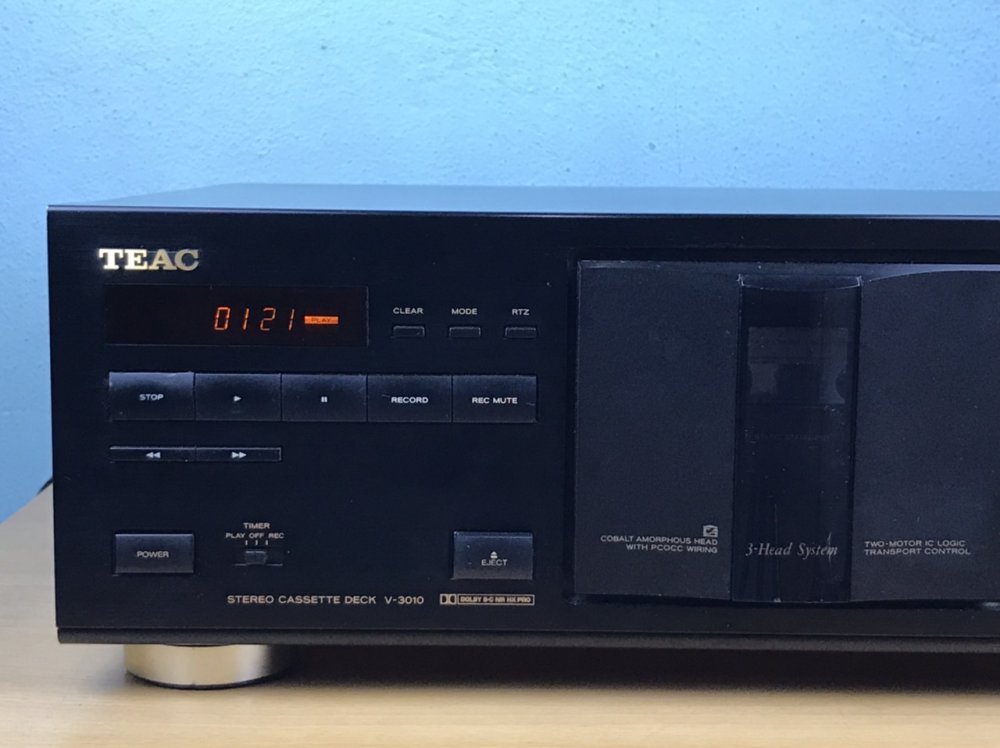 TEAC
0121 PLAY
CLEAR MODE RTZ
STOP RECORD REC MUTE
TIMER
PLAY OFF REC
POWER
EJECT
STEREO CASSETTE DECK V-3010 DOLBY B-C NR HX PRO
COBALT AMORPHOUS HEAD
WITH PCOCC WIRING
3-Head System
TWO-MOTOR IC LOGIC
TRANSPORT CONTROL